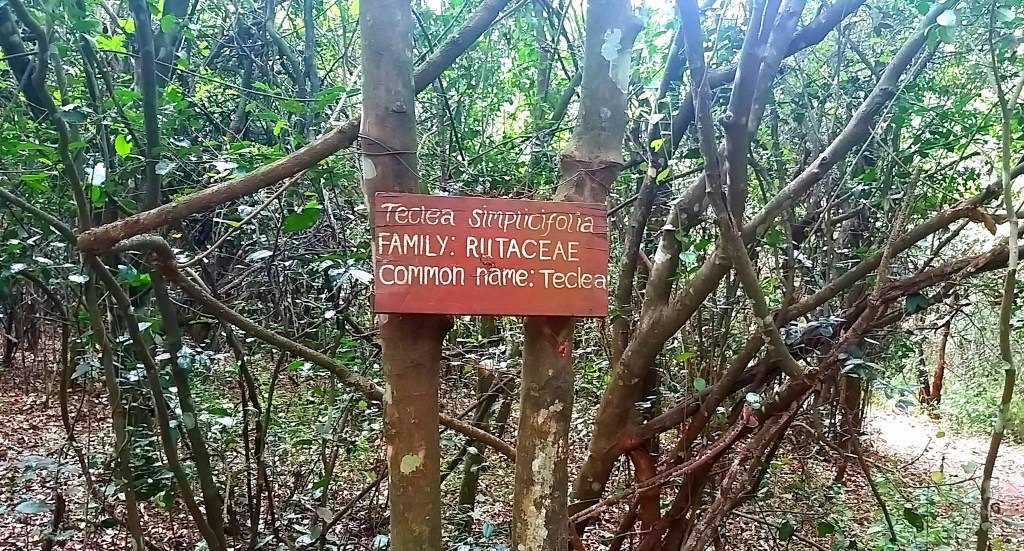 Teclea simplicifolia
FAMILY: RUTACEAE
Common name: Teclea